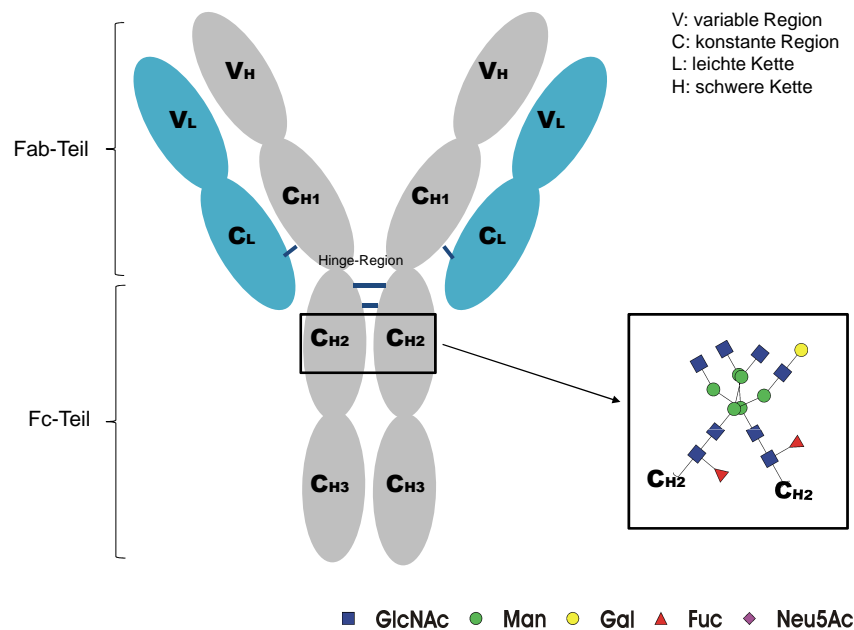 V: variable Region
C: konstante Region
L: leichte Kette
H: schwere Kette
VH
VH
VL
VL
Fab-Teil
CH1
CH1
CL
CL
Hinge-Region
CH2
CH2
Fc-Teil
CH3
CH3
CH2
CH2
GlcNAc
Man
Gal
Fuc
Neu5Ac